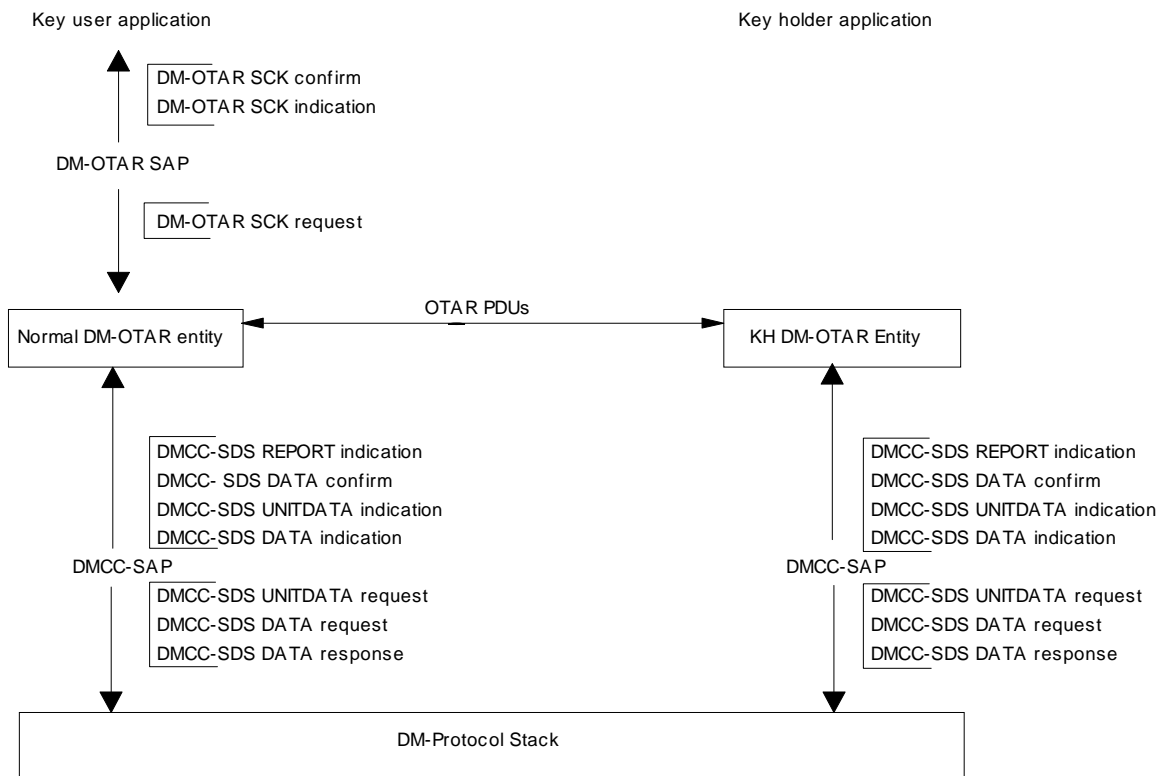 Key user application
Key holder application
DM-OTAR SCK confirm
DM-OTAR SCK indication
DM-OTAR SAP
DM-OTAR SCK request
OTAR PDUs
Normal DM-OTAR entity
KH DM-OTAR Entity
DMCC-SDS REPORT indication
DMCC- SDS DATA confirm
DMCC-SDS UNITDATA indication
DMCC-SDS DATA indication
DMCC-SAP
DMCC-SDS UNITDATA request
DMCC-SDS DATA request
DMCC-SDS DATA response
DMCC-SDS REPORT indication
DMCC-SDS DATA confirm
DMCC-SDS UNITDATA indication
DMCC-SDS DATA indication
DMCC-SAP
DMCC-SDS UNITDATA request
DMCC-SDS DATA request
DMCC-SDS DATA response
DM-Protocol Stack